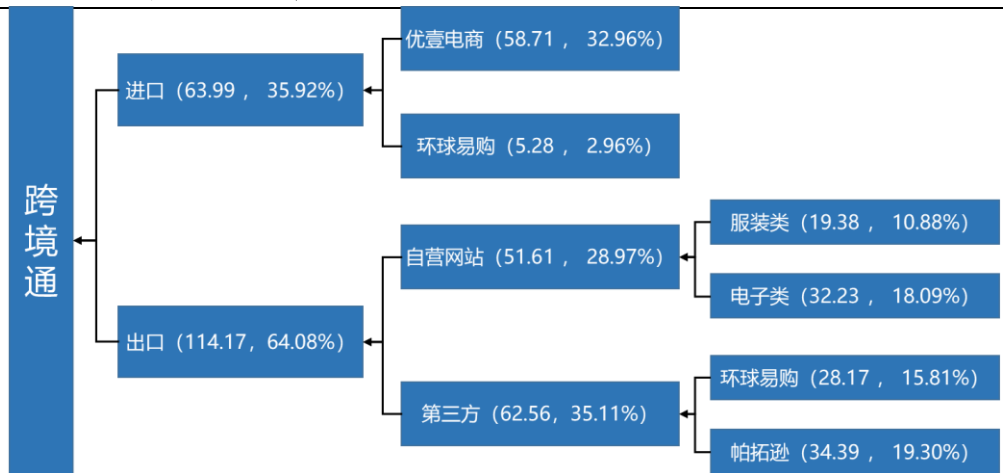 跨境通
进口（63.99 ， 35.92%）
优壹电商（58.71 ， 32.96%）
环球易购（5.28 ， 2.96%）
出口（114.17，64.08%）
自营网站（51.61 ， 28.97%）
服装类（19.38 ， 10.88%）
电子类（32.23 ， 18.09%）
第三方（62.56，35.11%）
环球易购（28.17 ， 15.81%）
帕拓逊（34.39 ， 19.30%）